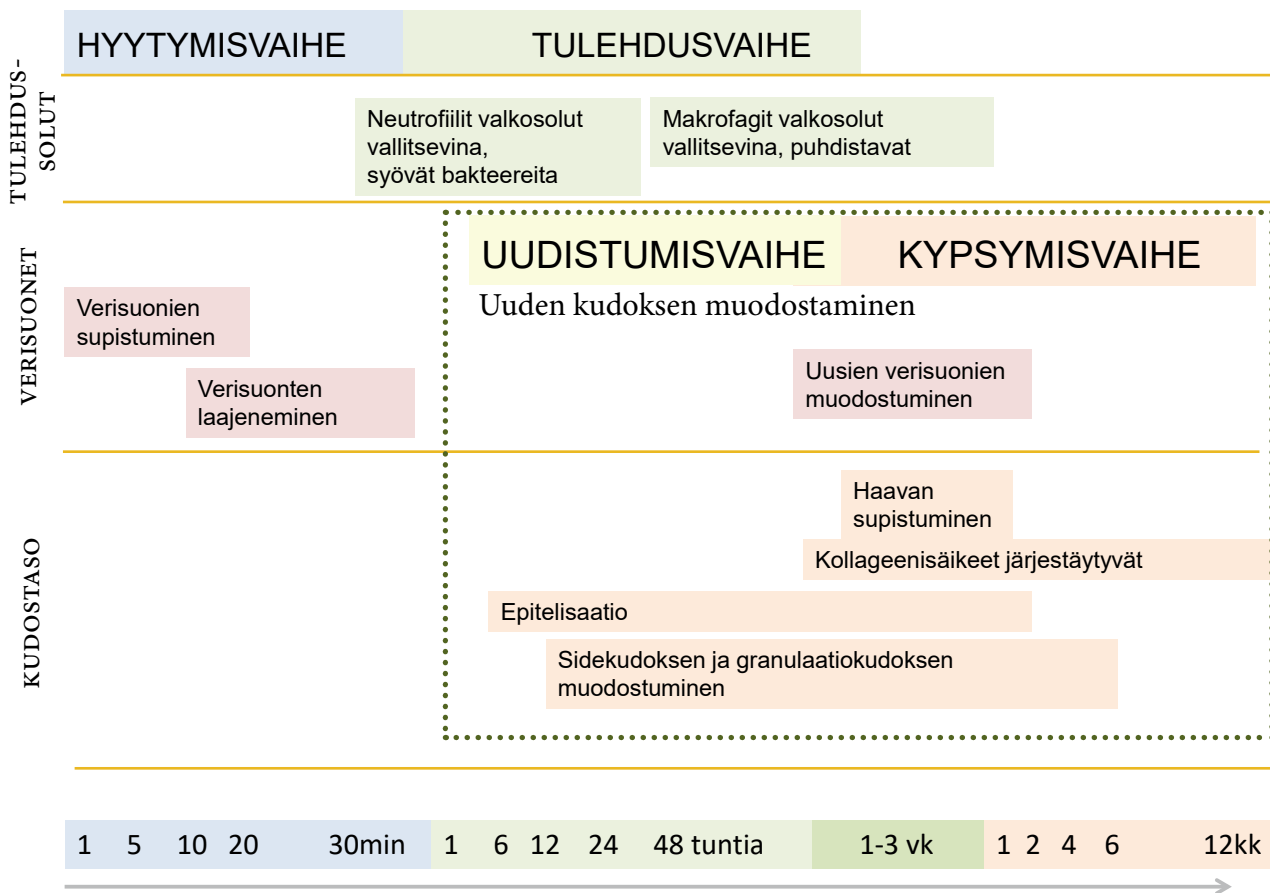 HYYTYMISVAIHE
TULEHDUSVAIHE
TULEHDUS-
SOLUT
Neutrofiilit valkosolut
vallitsevina,
syövät bakteereita
Makrofagit valkosolut
vallitsevina, puhdistavat
VERISUONET
UUDISTUMISVAIHE
KYPSYMISVAIHE
Uuden kudoksen muodostaminen
Verisuonien
supistuminen
Verisuonten
laajeneminen
Uusien verisuonien
muodostuminen
KUDOSTASO
Haavan
supistuminen
Kollageenisäikeet järjestäytyvät
Epitelisaatio
Sidekudoksen ja granulaatiokudoksen
muodostuminen
1 5 10 20 30min 1 6 12 24 48 tuntia 1-3 vk 1 2 4 6 12kk